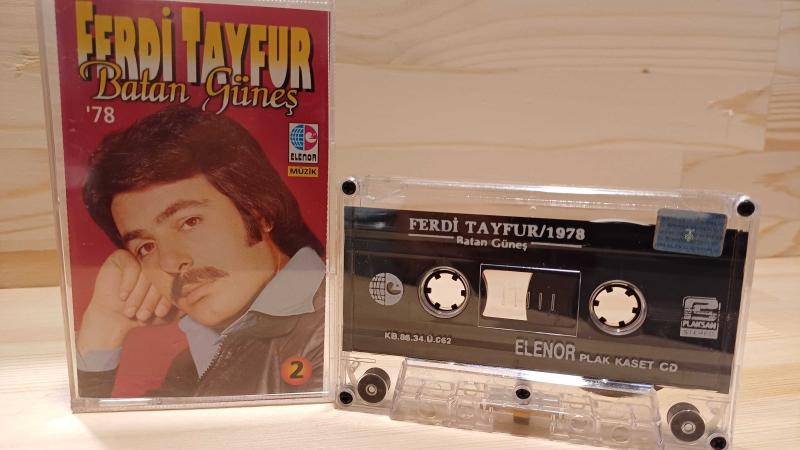 FERDİ TAYFUR
Batan Güneş
'78
ELENOR
MÜZİK
2
FERDİ TAYFUR/1978
Batan Güneş
KB.86.34.Ü.062
ELENOR PLAK KASET CD
PLAKSAN
STEREO